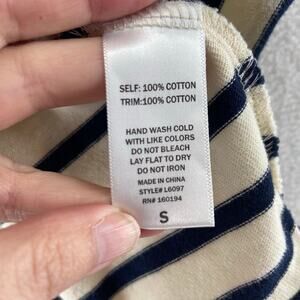 SELF: 100% COTTON
TRIM:100% COTTON
HAND WASH COLD
WITH LIKE COLORS
DO NOT BLEACH
LAY FLAT TO DRY
DO NOT IRON
MADE IN CHINA
STYLE# L6097
RN# 160194
S